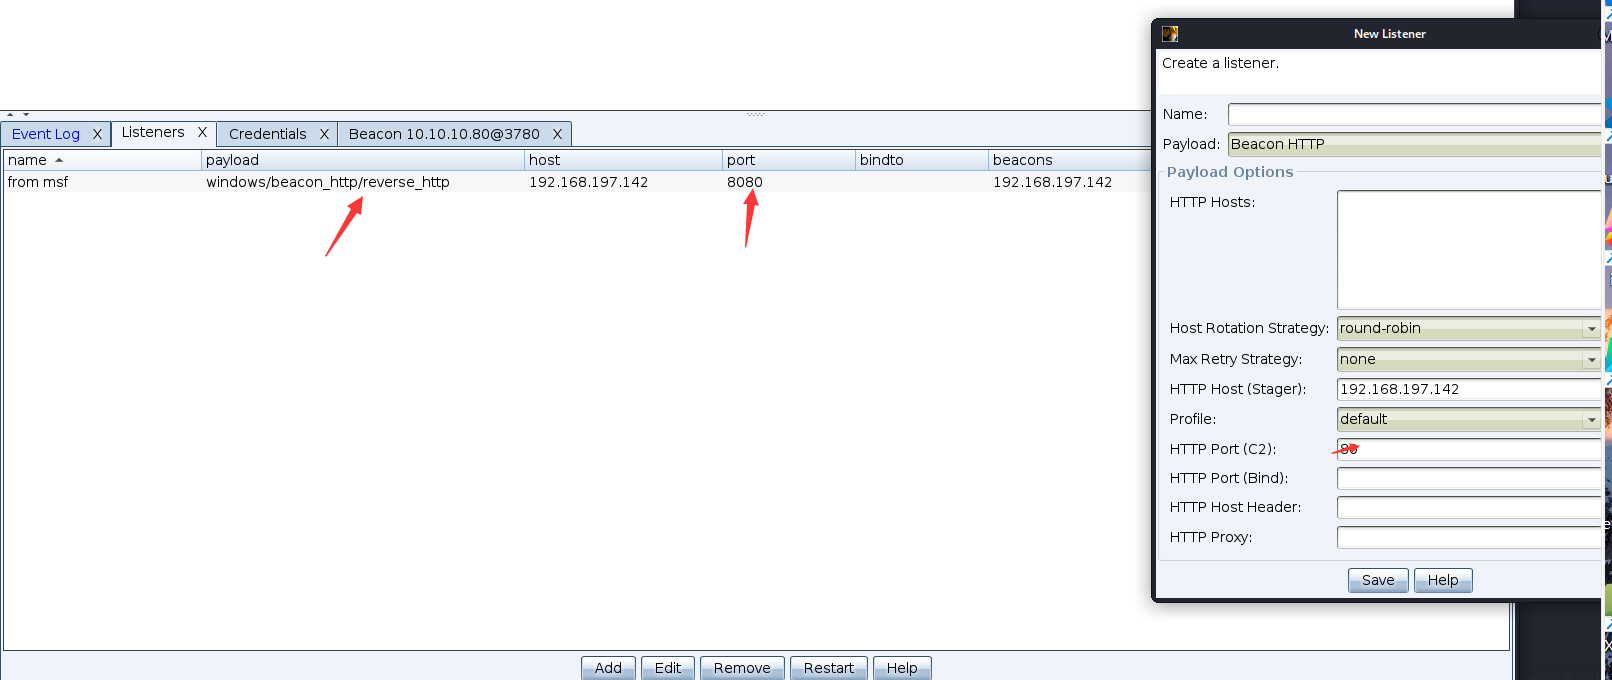 New Listener
Create a listener.
Name:
Payload: Beacon HTTP
Payload Options
HTTP Hosts:
Host Rotation Strategy: round-robin
Max Retry Strategy: none
HTTP Host (Stager): 192.168.197.142
Profile: default
HTTP Port (C2): 80
HTTP Port (Bind):
HTTP Host Header:
HTTP Proxy:
Save Help
Event Log X Listeners X Credentials X Beacon 10.10.10.80@3780 X
name payload host port bindto beacons
from msf windows/beacon_http/reverse_http 192.168.197.142 8080 192.168.197.142
Add Edit Remove Restart Help